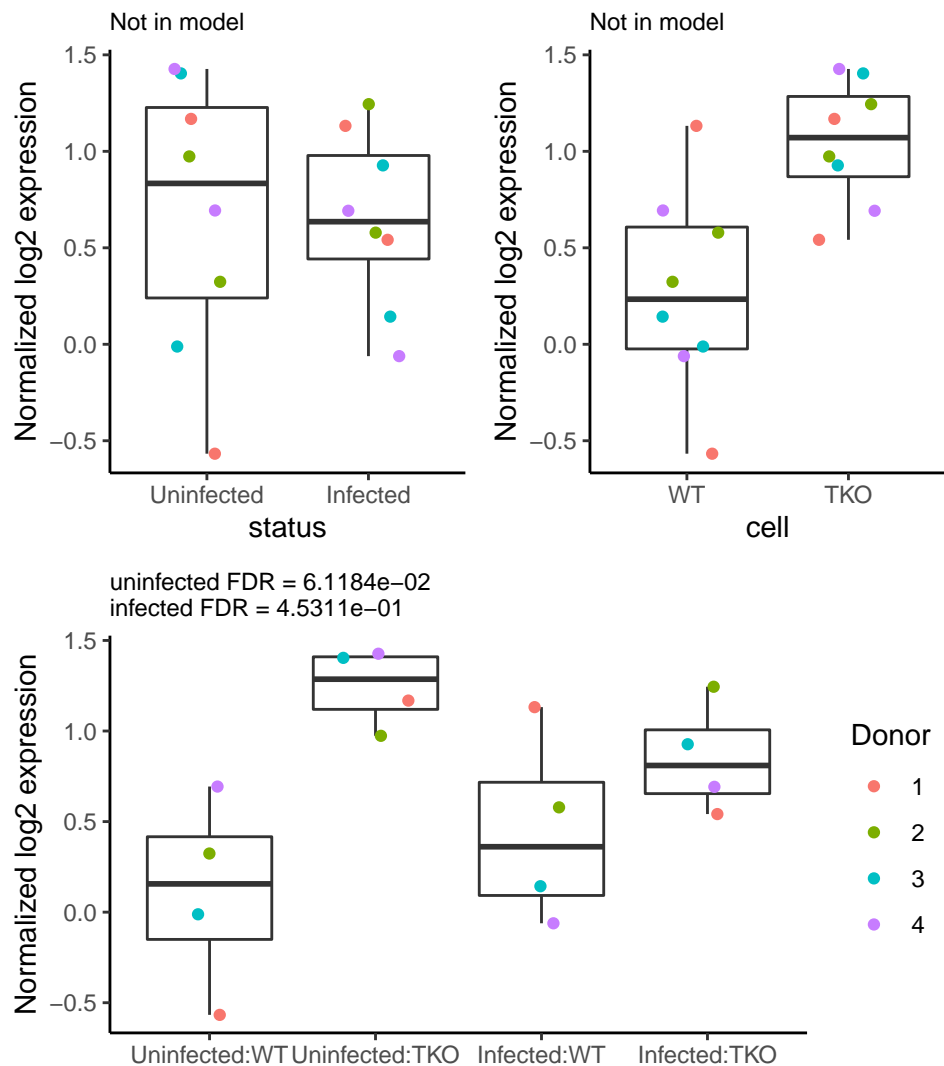 Not in model
Normalized log2 expression
1.5
1.0
0.5
0.0
−0.5
Uninfected
Infected
status
Not in model
Normalized log2 expression
1.5
1.0
0.5
0.0
−0.5
WT
TKO
cell
uninfected FDR = 6.1184e−02
infected FDR = 4.5311e−01
Normalized log2 expression
1.5
1.0
0.5
0.0
−0.5
Uninfected:WT
Uninfected:TKO
Infected:WT
Infected:TKO
Donor
1
2
3
4